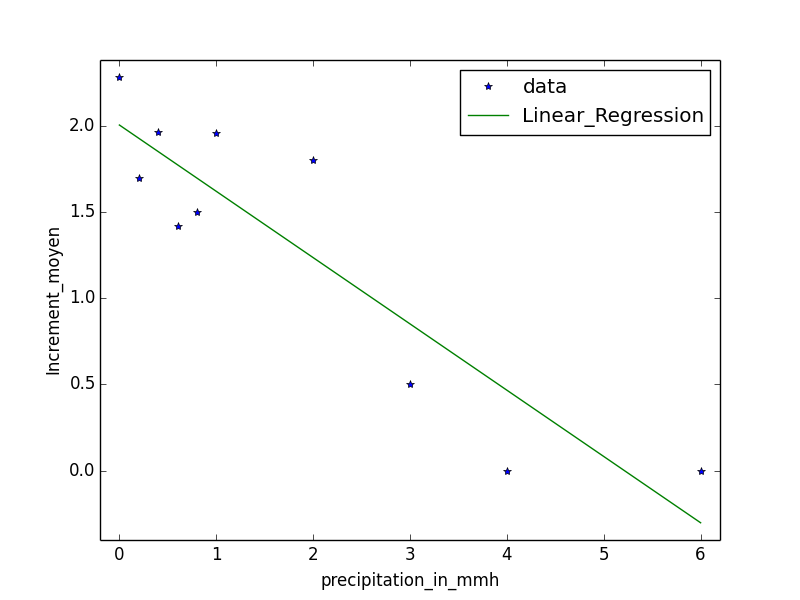 data
Linear_Regression
2.0
1.5
1.0
0.5
0.0
Increment_moyen
0 1 2 3 4 5 6
precipitation_in_mmh